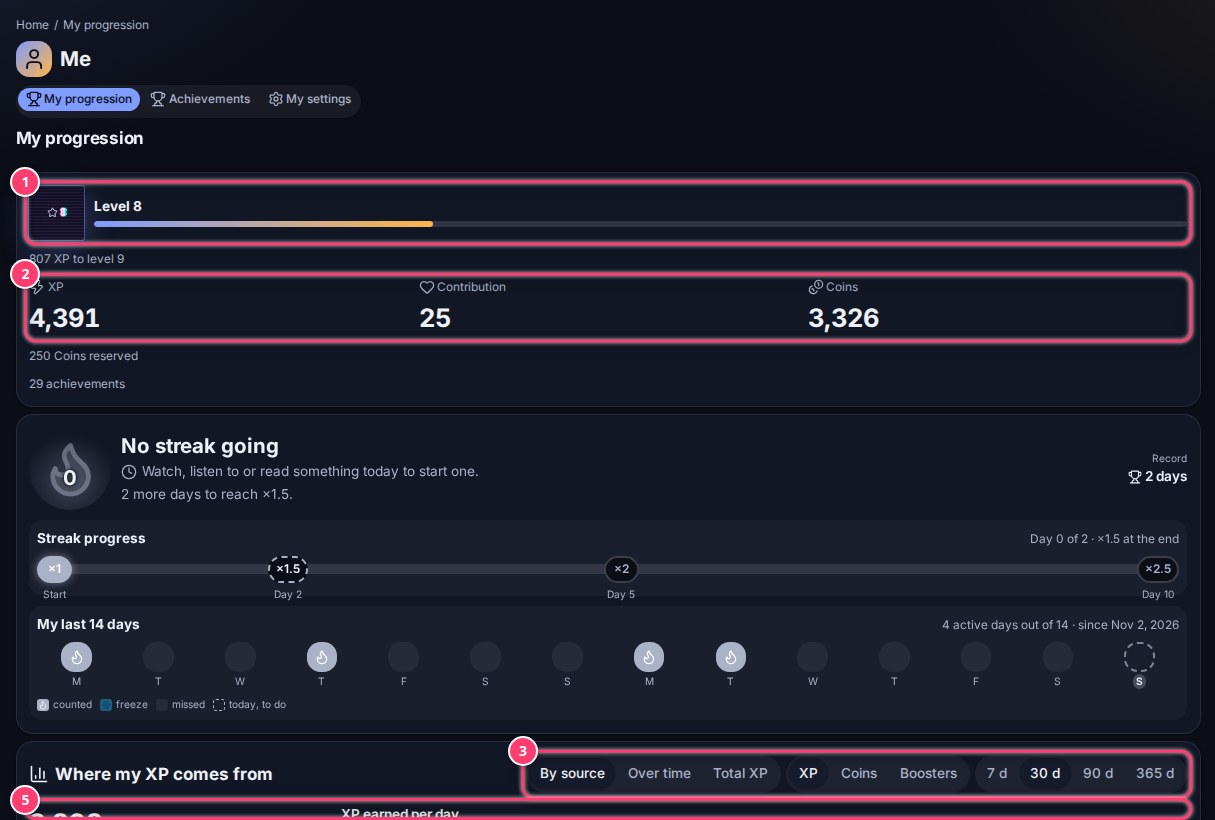 Home / My progression
Me
My progression Achievements My settings
My progression
1
Level 8
8
807 XP to level 9
2
XP Contribution Coins
4,391 25 3,326
250 Coins reserved
29 achievements
No streak going
0
Watch, listen to or read something today to start one.
2 more days to reach ×1.5.
Record
2 days
Streak progress Day 0 of 2 · ×1.5 at the end
×1 ×1.5 ×2 ×2.5
Start Day 2 Day 5 Day 10
My last 14 days 4 active days out of 14 · since Nov 2, 2026
M T W T F S S M T W T F S S
counted freeze missed today, to do
3
Where my XP comes from By source Over time Total XP XP Coins Boosters 7 d 30 d 90 d 365 d
5
XP earned per day